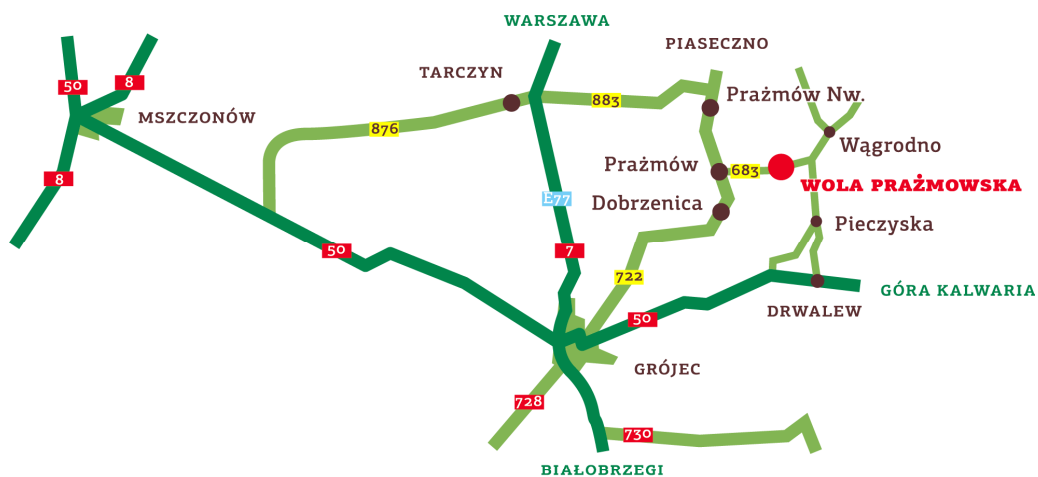 WARSZAWA
PIASECZNO
TARCZYN
50
8
883
Prażmów Nw.
MSZCZONÓW
876
Wągrodno
Prażmów
683
8
WOLA PRAŻMOWSKA
E77
Dobrzenica
Pieczyska
50
7
722
GÓRA KALWARIA
DRWALEW
50
GRÓJEC
728
730
BIAŁOBRZEGI